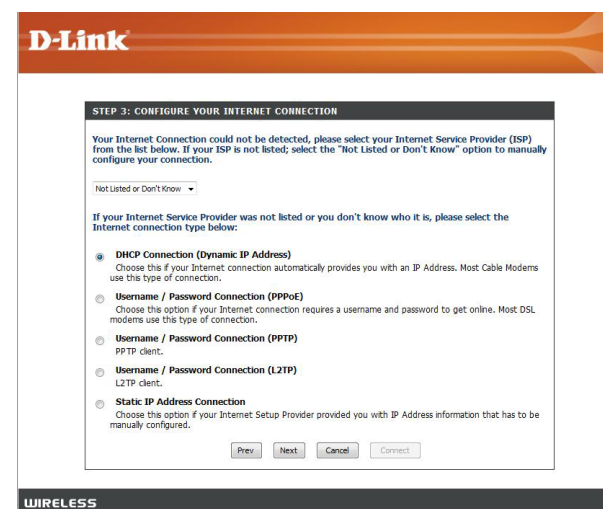 D-Link
STEP 3: CONFIGURE YOUR INTERNET CONNECTION
Your Internet Connection could not be detected, please select your Internet Service Provider (ISP)
from the list below. If your ISP is not listed; select the "Not Listed or Don't Know" option to manually
configure your connection.
Not Listed or Don't Know
If your Internet Service Provider was not listed or you don't know who it is, please select the
Internet connection type below:
DHCP Connection (Dynamic IP Address)
Choose this if your Internet connection automatically provides you with an IP Address. Most Cable Modems
use this type of connection.
Username / Password Connection (PPPoE)
Choose this option if your Internet connection requires a username and password to get online. Most DSL
modems use this type of connection.
Username / Password Connection (PPTP)
PPTP client.
Username / Password Connection (L2TP)
L2TP client.
Static IP Address Connection
Choose this option if your Internet Setup Provider provided you with IP Address information that has to be
manually configured.
Prev Next Cancel Connect
WIRELESS